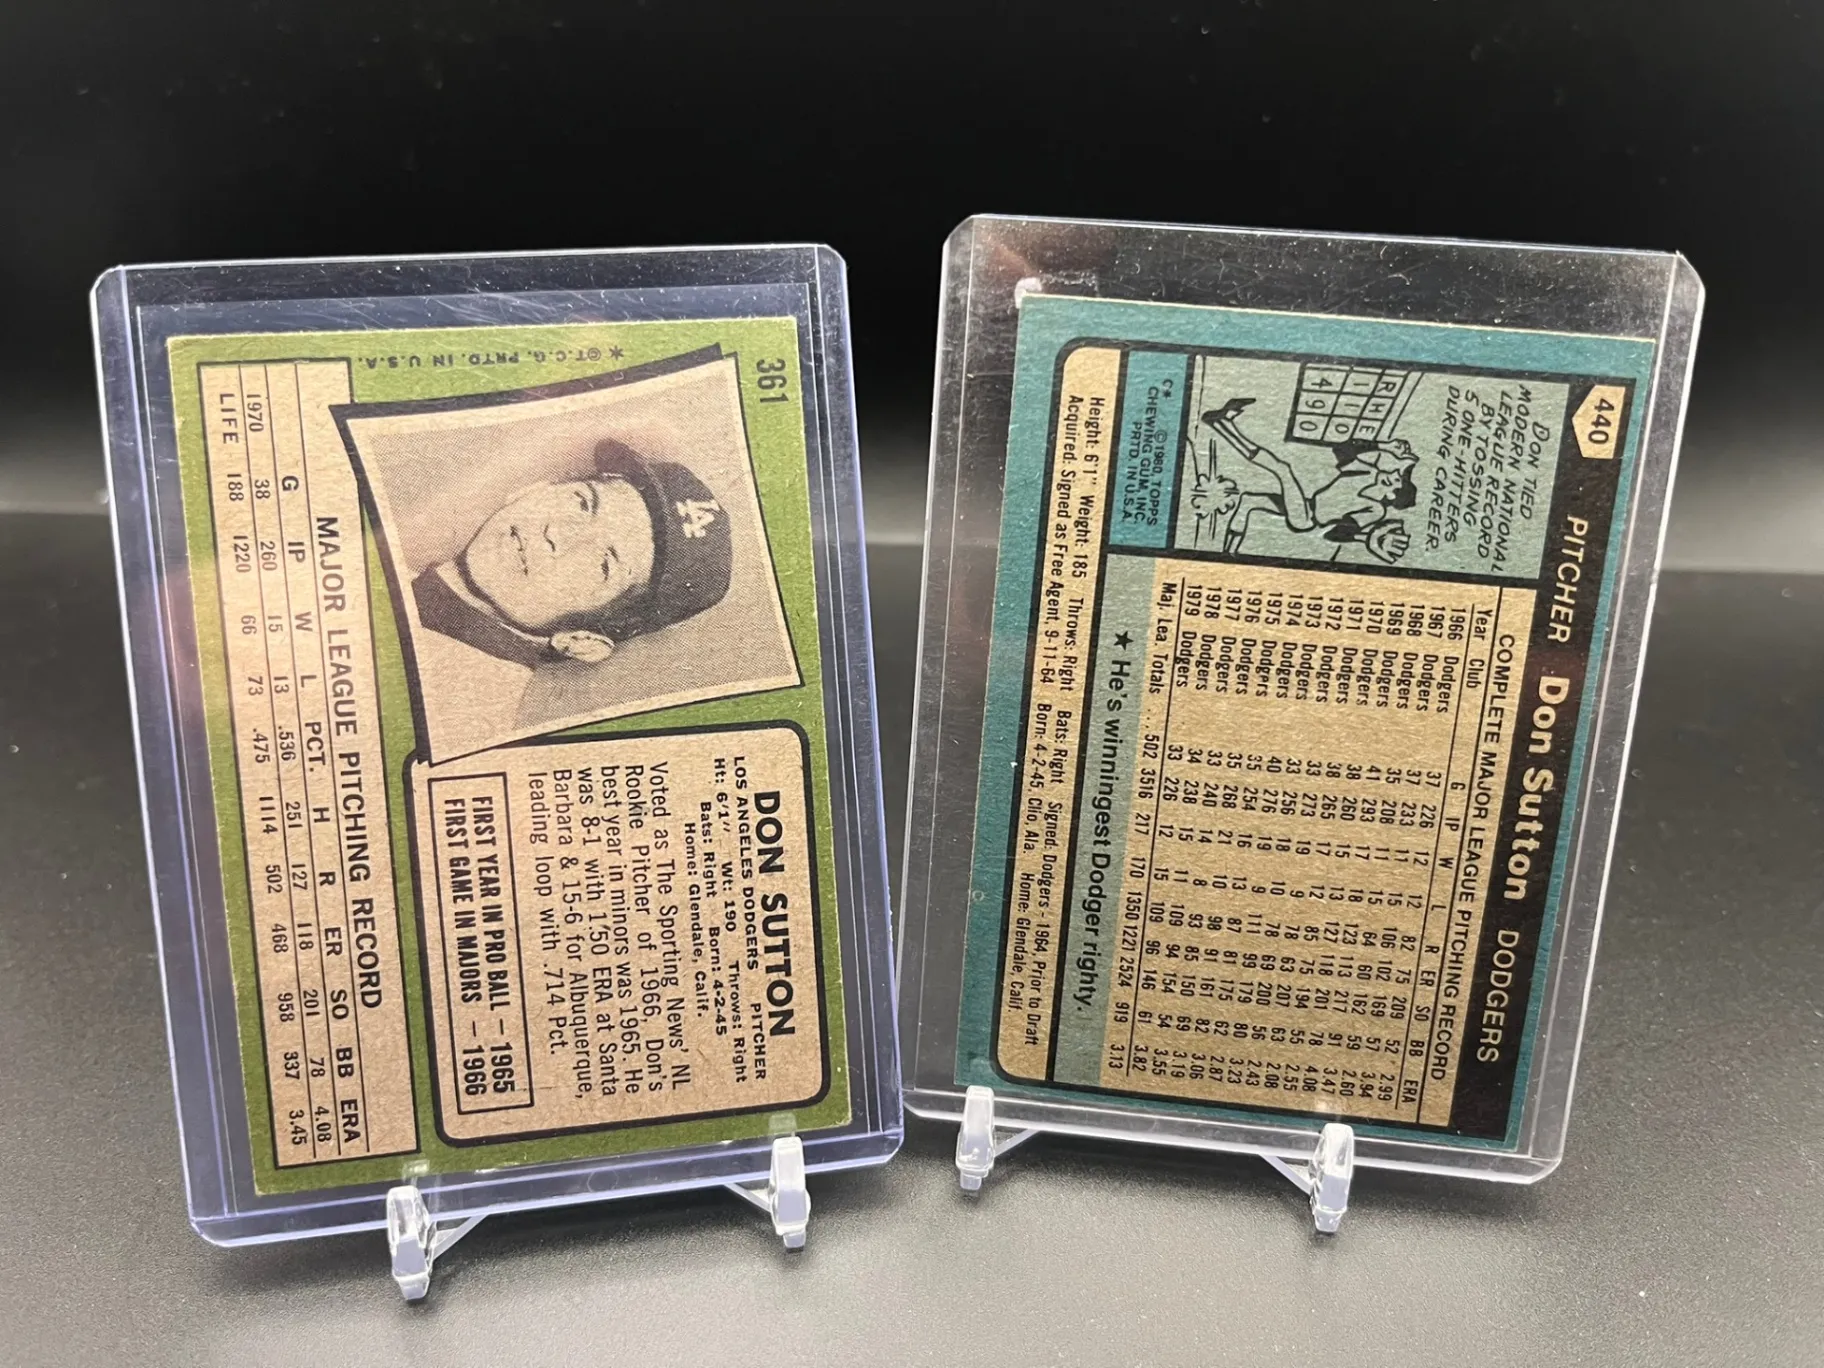 361
★©T.C.G. PRTD. IN U.S.A.
DON SUTTON
LOS ANGELES DODGERS PITCHER
Ht: 6'1" Wt: 190 Throws: Right
Bats: Right Born: 4-2-45
Home: Glendale, Calif.
Voted as The Sporting News' NL
Rookie Pitcher of 1966, Don's
best year in minors was 1965. He
was 8-1 with 1.50 ERA at Santa
Barbara & 15-6 for Albuquerque,
leading loop with .714 Pct.
FIRST YEAR IN PRO BALL — 1965
FIRST GAME IN MAJORS — 1966
LA
MAJOR LEAGUE PITCHING RECORD
G IP W L PCT. H R ER SO BB ERA
1970 38 260 15 13 .536 251 127 118 201 78 4.08
LIFE 188 1220 66 73 .475 1114 502 468 958 337 3.45
440 PITCHER Don Sutton DODGERS
DON TIED
MODERN NATIONAL
LEAGUE RECORD
BY TOSSING
5 ONE-HITTERS
DURING CAREER.
R H E
1 1 0
4 9 0
C* ©1980 TOPPS
CHEWING GUM, INC.
PRTD. IN U.S.A.
COMPLETE MAJOR LEAGUE PITCHING RECORD
Year Club G IP W L R ER SO BB ERA
1966 Dodgers 37 226 12 12 82 75 209 52 2.99
1967 Dodgers 37 233 11 15 106 102 169 57 3.94
1968 Dodgers 35 208 11 15 64 60 162 59 2.60
1969 Dodgers 41 293 17 18 123 113 217 91 3.47
1970 Dodgers 38 260 15 13 127 118 201 78 4.08
1971 Dodgers 38 265 17 12 85 75 194 55 2.55
1972 Dodgers 33 273 19 9 78 63 207 63 2.08
1973 Dodgers 33 256 18 10 78 69 200 56 2.43
1974 Dodgers 40 276 19 9 111 99 179 80 3.23
1975 Dodgers 35 254 16 13 87 81 175 62 2.87
1976 Dodgers 35 268 21 10 98 91 161 82 3.06
1977 Dodgers 33 240 14 8 93 85 150 69 3.19
1978 Dodgers 34 238 15 11 109 94 154 54 3.55
1979 Dodgers 33 226 12 15 109 96 146 61 3.82
Maj. Lea. Totals ... 502 3516 217 170 1350 1221 2524 919 3.13
★ He's winningest Dodger righty.
Height: 6'1" Weight: 185 Throws: Right Bats: Right Signed: Dodgers - 1964, Prior to Draft
Acquired: Signed as Free Agent, 9-11-64 Born: 4-2-45, Clio, Ala. Home: Glendale, Calif.